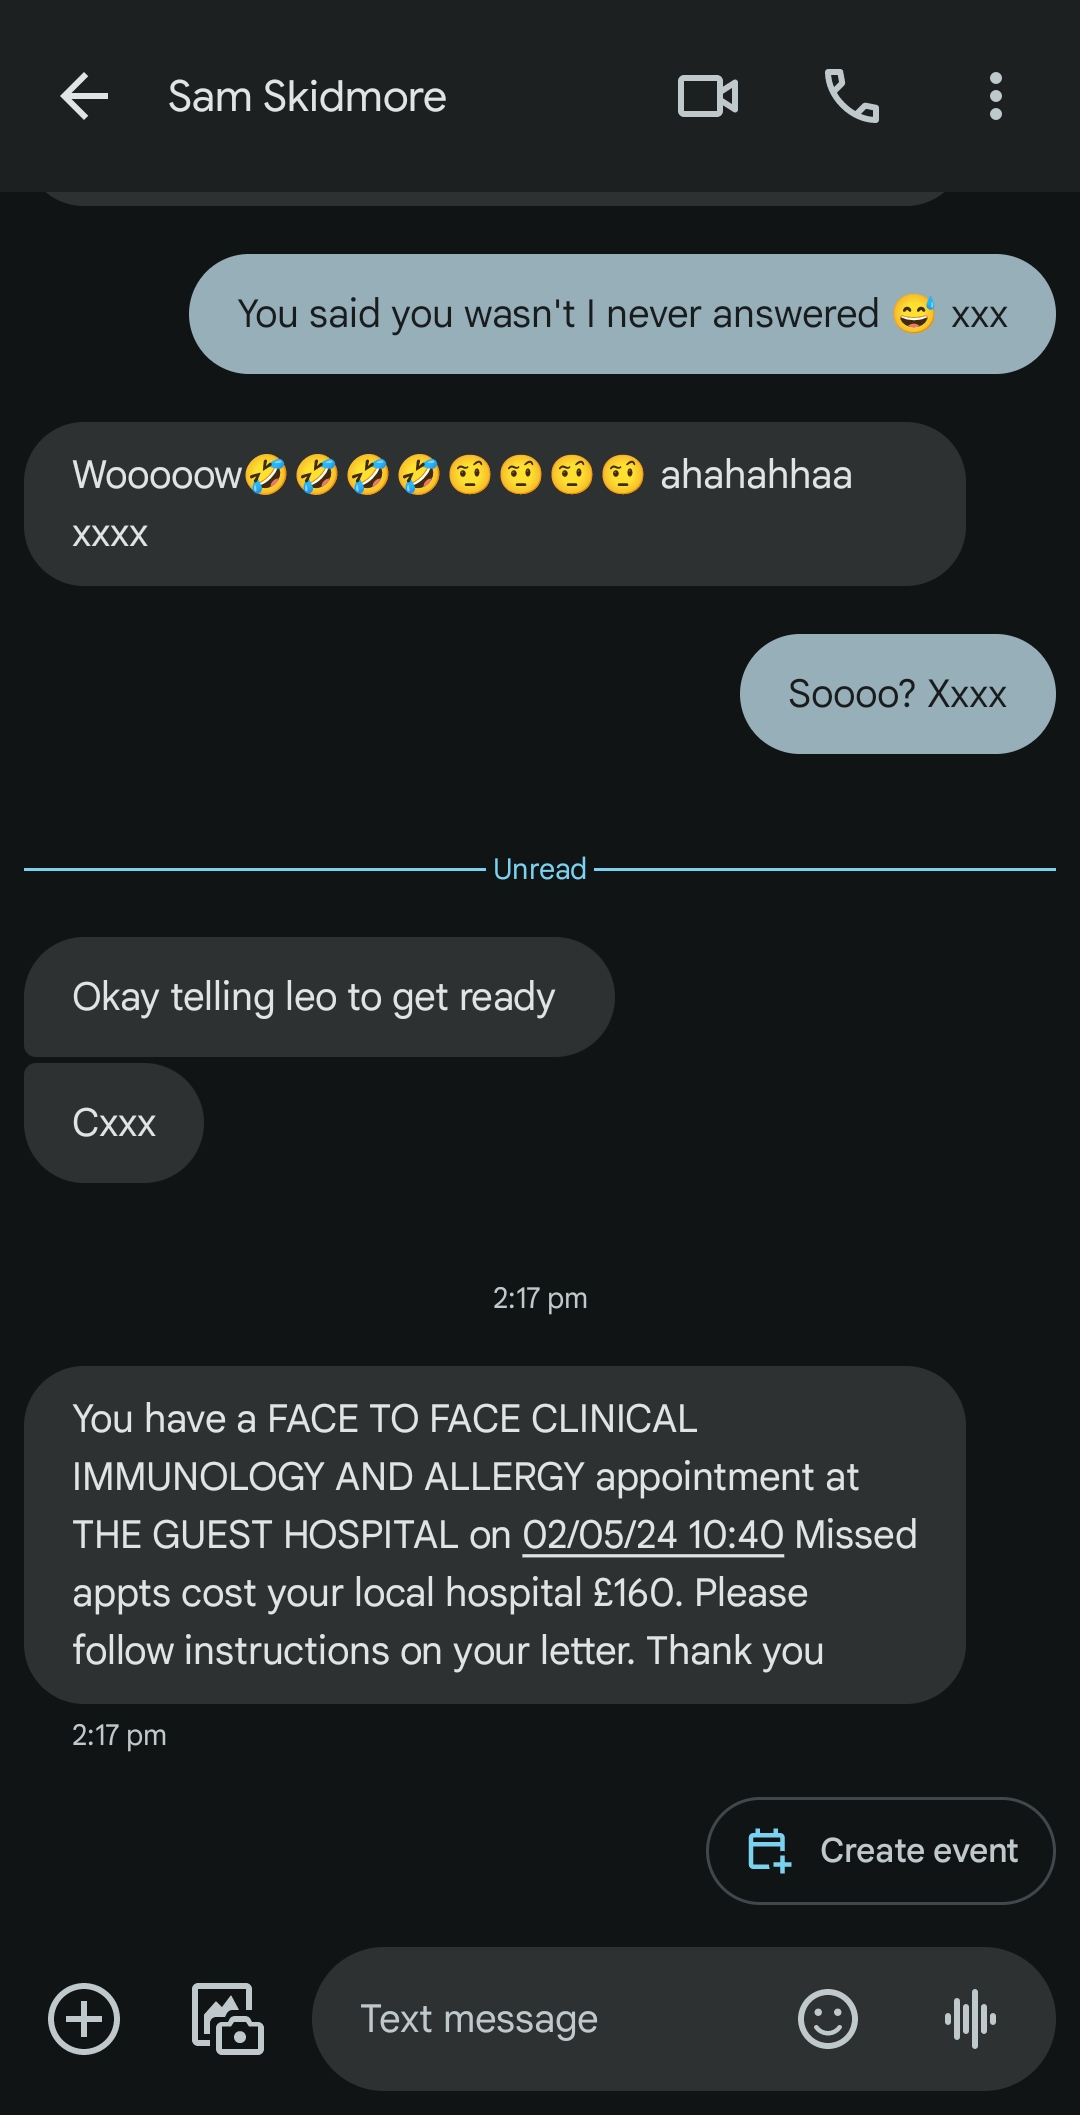 Sam Skidmore
You said you wasn't I never answered 😅 xxx
Wooooow🤣🤣🤣🤣🤨🤨🤨🤨 ahahahhaa
xxxx
Soooo? Xxxx
Unread
Okay telling leo to get ready
Cxxx
2:17 pm
You have a FACE TO FACE CLINICAL
IMMUNOLOGY AND ALLERGY appointment at
THE GUEST HOSPITAL on 02/05/24 10:40 Missed
appts cost your local hospital £160. Please
follow instructions on your letter. Thank you
2:17 pm
Create event
Text message